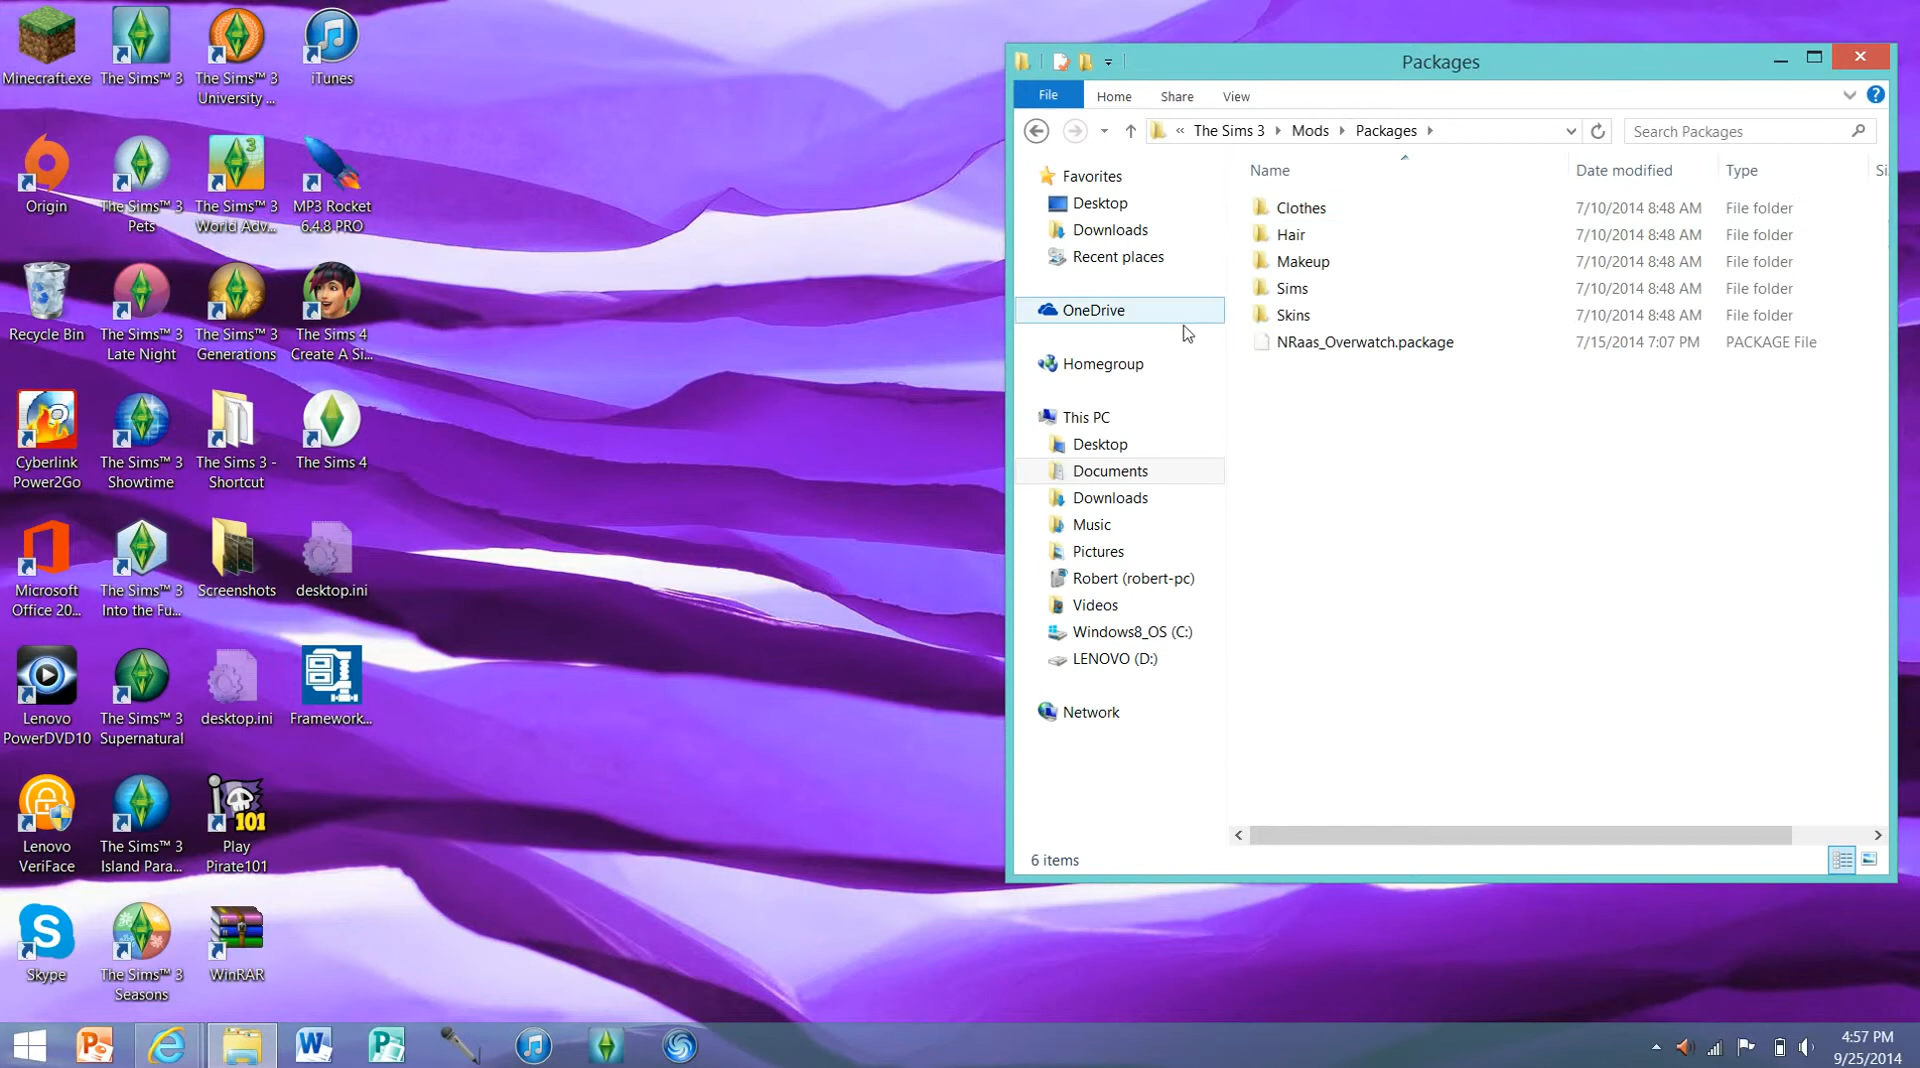 Minecraft.exe
The Sims™ 3
The Sims™ 3
University ...
iTunes
Origin
The Sims™ 3
Pets
3
The Sims™ 3
World Adv...
MP3 Rocket
6.4.8 PRO
Recycle Bin
The Sims™ 3
Late Night
The Sims™ 3
Generations
The Sims 4
Create A Si...
Cyberlink
Power2Go
The Sims™ 3
Showtime
The Sims 3 -
Shortcut
The Sims 4
Microsoft
Office 20...
The Sims™ 3
Into the Fu...
Screenshots
desktop.ini
Lenovo
PowerDVD10
The Sims™ 3
Supernatural
desktop.ini
Framework...
Lenovo
VeriFace
The Sims™ 3
Island Para...
101
Play
Pirate101
S
Skype
The Sims™ 3
Seasons
WinRAR
Packages
File
Home
Share
View
« The Sims 3 Mods Packages
Search Packages
Favorites
Desktop
Downloads
Recent places
OneDrive
Homegroup
This PC
Desktop
Documents
Downloads
Music
Pictures
Robert (robert-pc)
Videos
Windows8_OS (C:)
LENOVO (D:)
Network
Name Date modified Type Si
Clothes 7/10/2014 8:48 AM File folder
Hair 7/10/2014 8:48 AM File folder
Makeup 7/10/2014 8:48 AM File folder
Sims 7/10/2014 8:48 AM File folder
Skins 7/10/2014 8:48 AM File folder
NRaas_Overwatch.package 7/15/2014 7:07 PM PACKAGE File
6 items
4:57 PM
9/25/2014